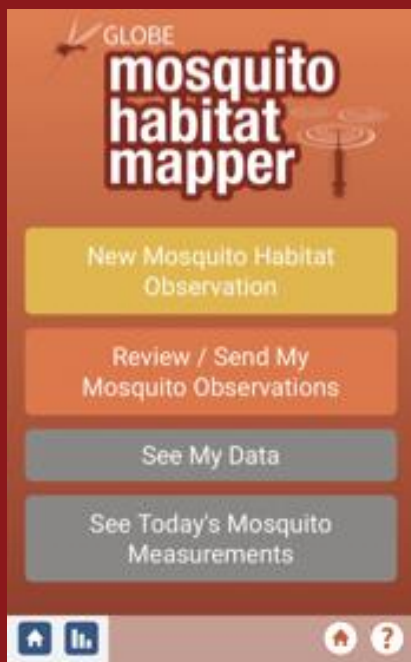 GLOBE
mosquito
habitat
mapper
New Mosquito Habitat
Observation
Review / Send My
Mosquito Observations
See My Data
See Today's Mosquito
Measurements
?